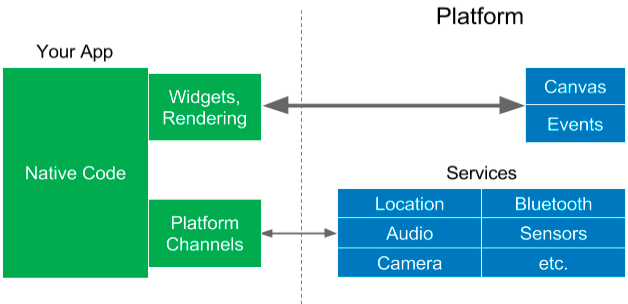 Platform
Your App
Widgets,
Rendering
Canvas
Events
Native Code
Services
Platform
Channels
Location
Bluetooth
Audio
Sensors
Camera
etc.